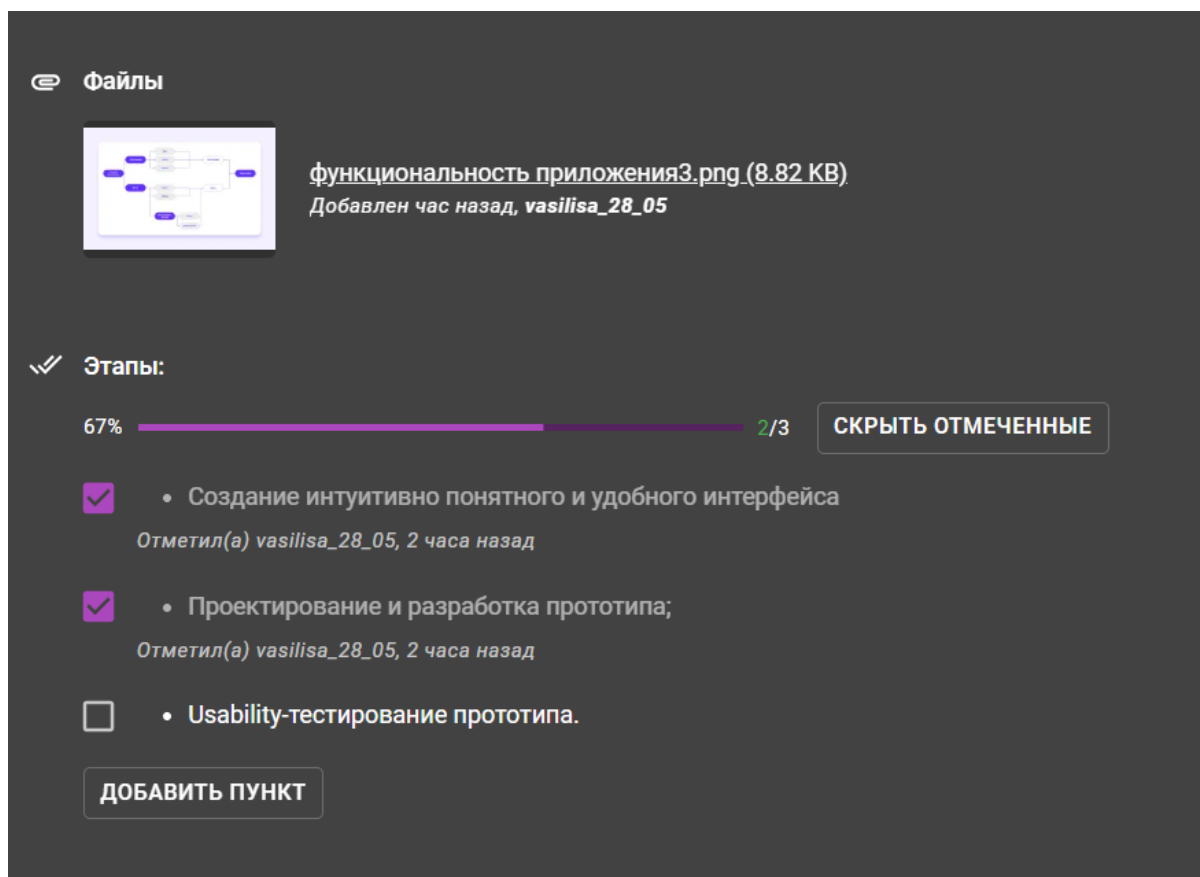 Файлы
функциональность приложения3.png (8.82 KB)
Добавлен час назад, vasilisa_28_05
Этапы:
67% 2/3 СКРЫТЬ ОТМЕЧЕННЫЕ
• Создание интуитивно понятного и удобного интерфейса
Отметил(а) vasilisa_28_05, 2 часа назад
• Проектирование и разработка прототипа;
Отметил(а) vasilisa_28_05, 2 часа назад
• Usability-тестирование прототипа.
ДОБАВИТЬ ПУНКТ